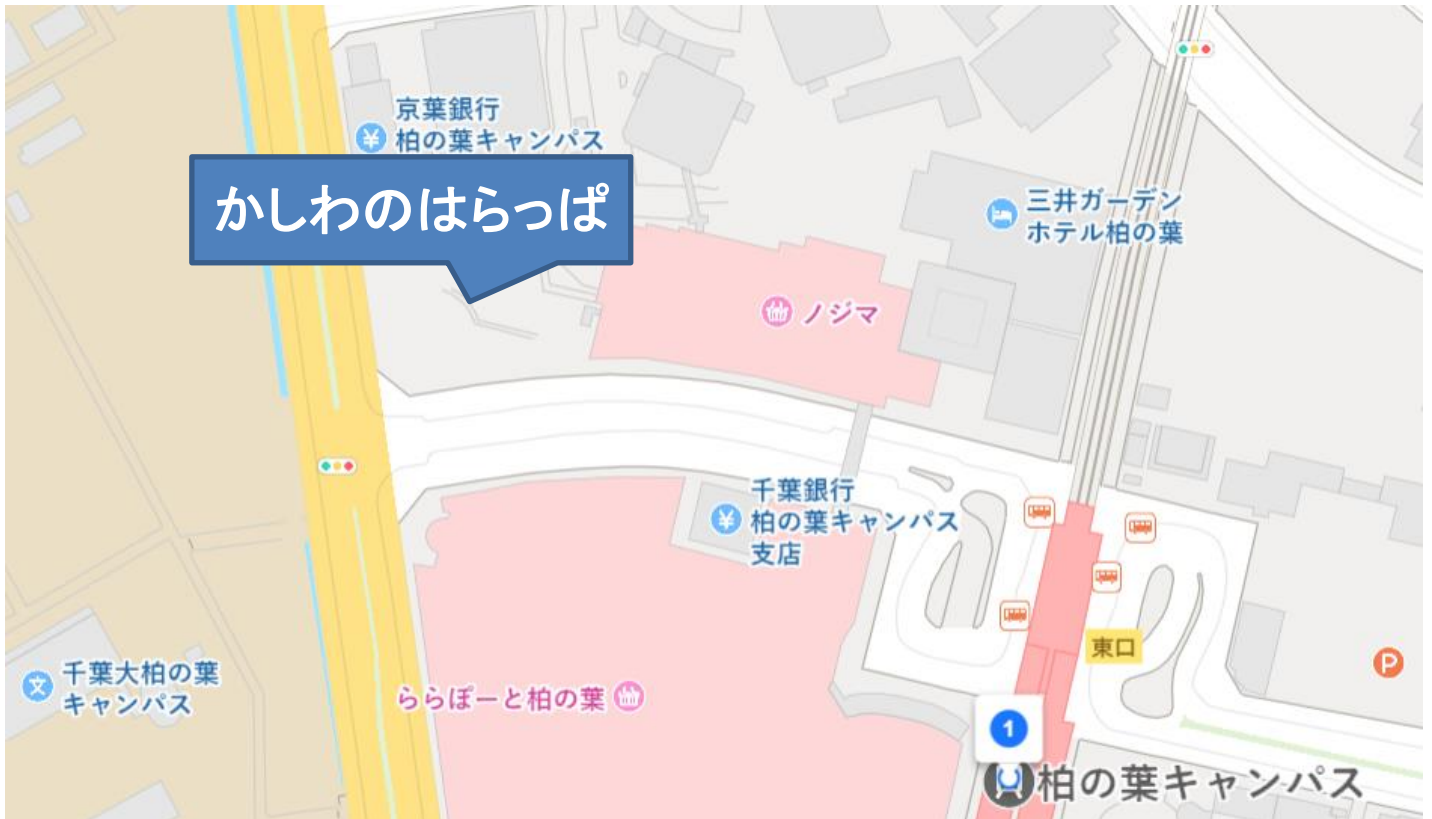 京葉銀行
柏の葉キャンパス
かしわのはらっぱ
三井ガーデン
ホテル柏の葉
ノジマ
千葉銀行
柏の葉キャンパス
支店
東口
千葉大柏の葉
キャンパス
ららぽーと柏の葉
P
1
柏の葉キャンパス